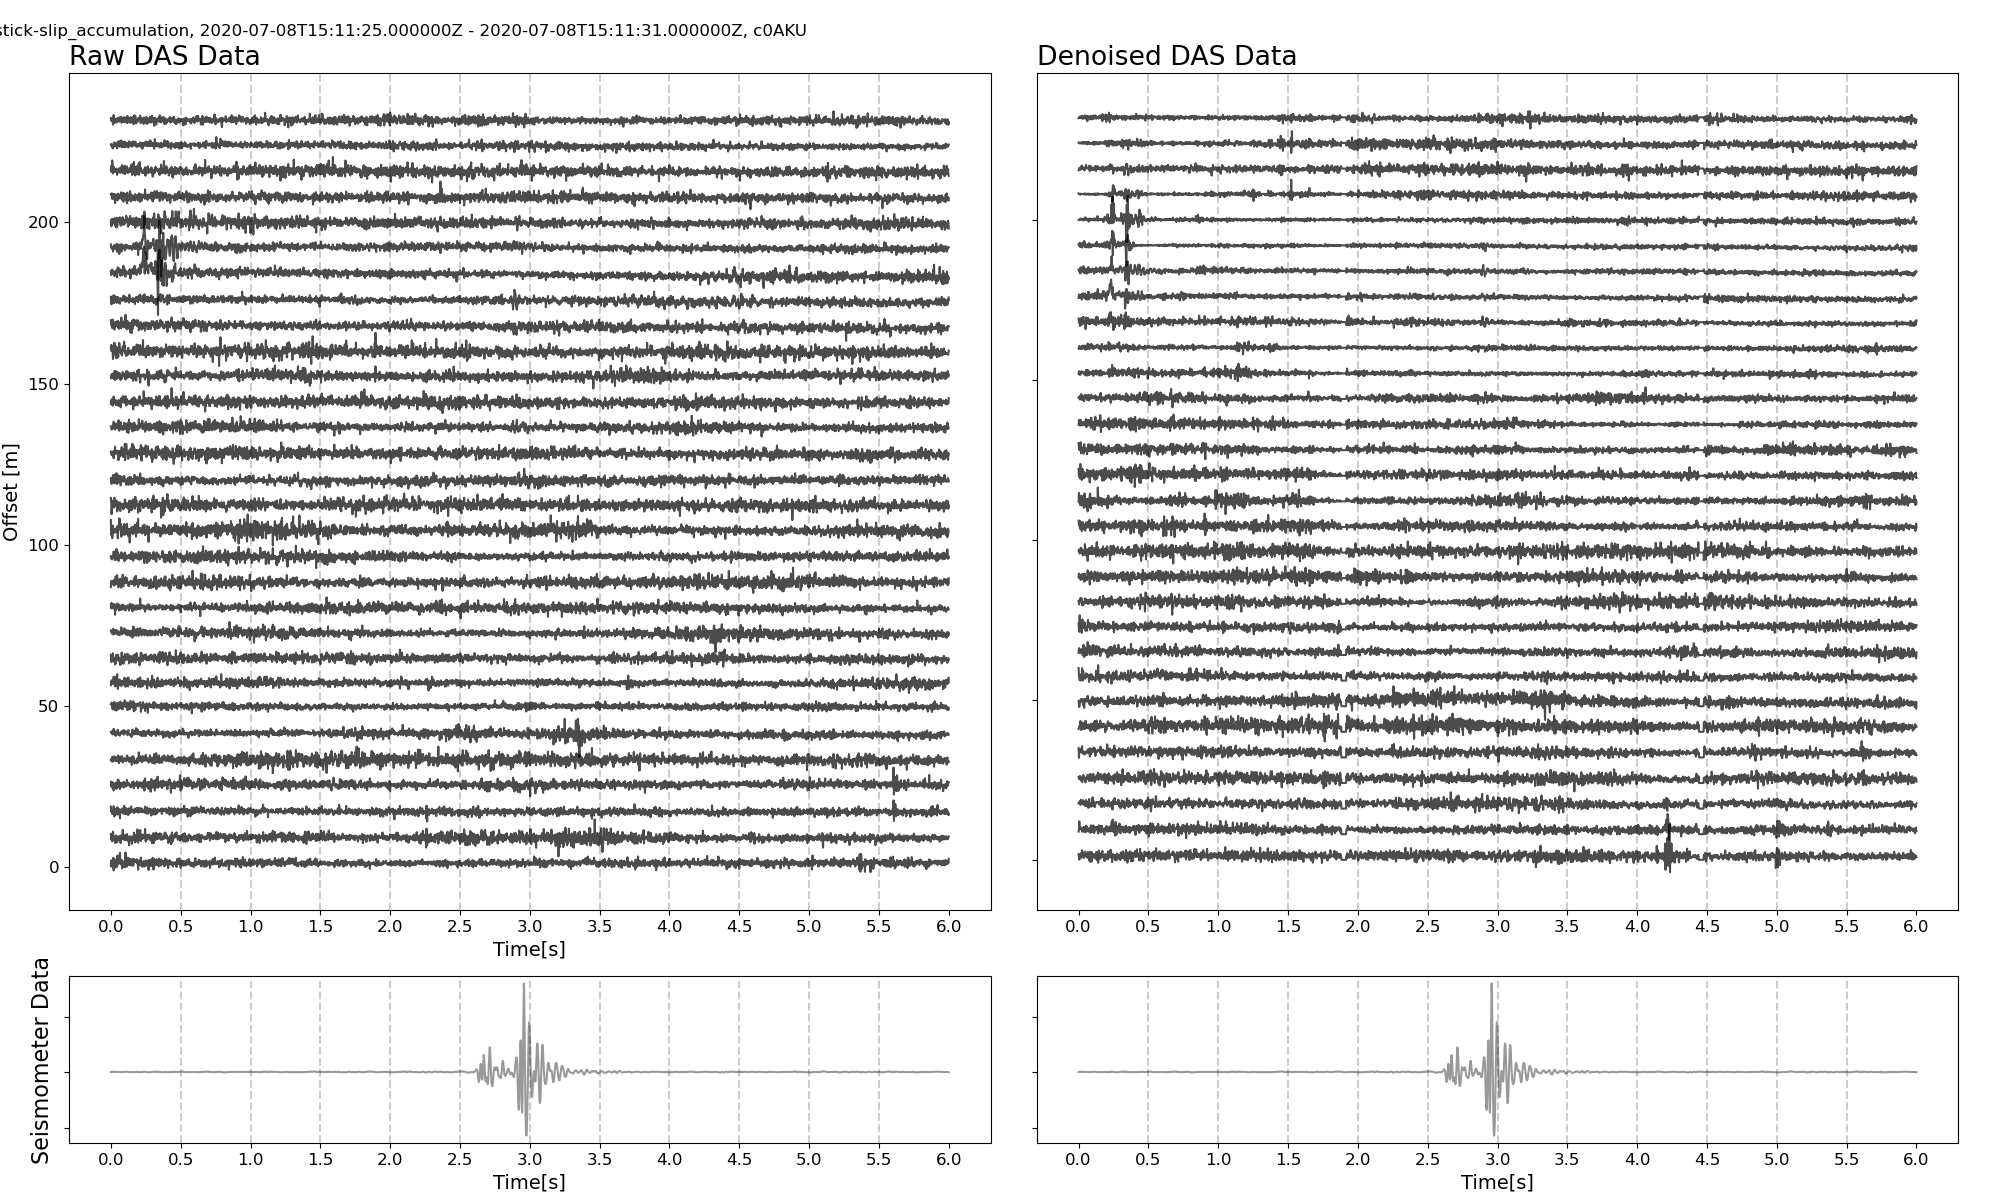 stick-slip_accumulation, 2020-07-08T15:11:25.000000Z - 2020-07-08T15:11:31.000000Z, c0AKU
Raw DAS Data
Denoised DAS Data
Offset [m]
200
150
100
50
0
0.0 0.5 1.0 1.5 2.0 2.5 3.0 3.5 4.0 4.5 5.0 5.5 6.0
Time[s]
0.0 0.5 1.0 1.5 2.0 2.5 3.0 3.5 4.0 4.5 5.0 5.5 6.0
Seismometer Data
0.0 0.5 1.0 1.5 2.0 2.5 3.0 3.5 4.0 4.5 5.0 5.5 6.0
Time[s]
0.0 0.5 1.0 1.5 2.0 2.5 3.0 3.5 4.0 4.5 5.0 5.5 6.0
Time[s]